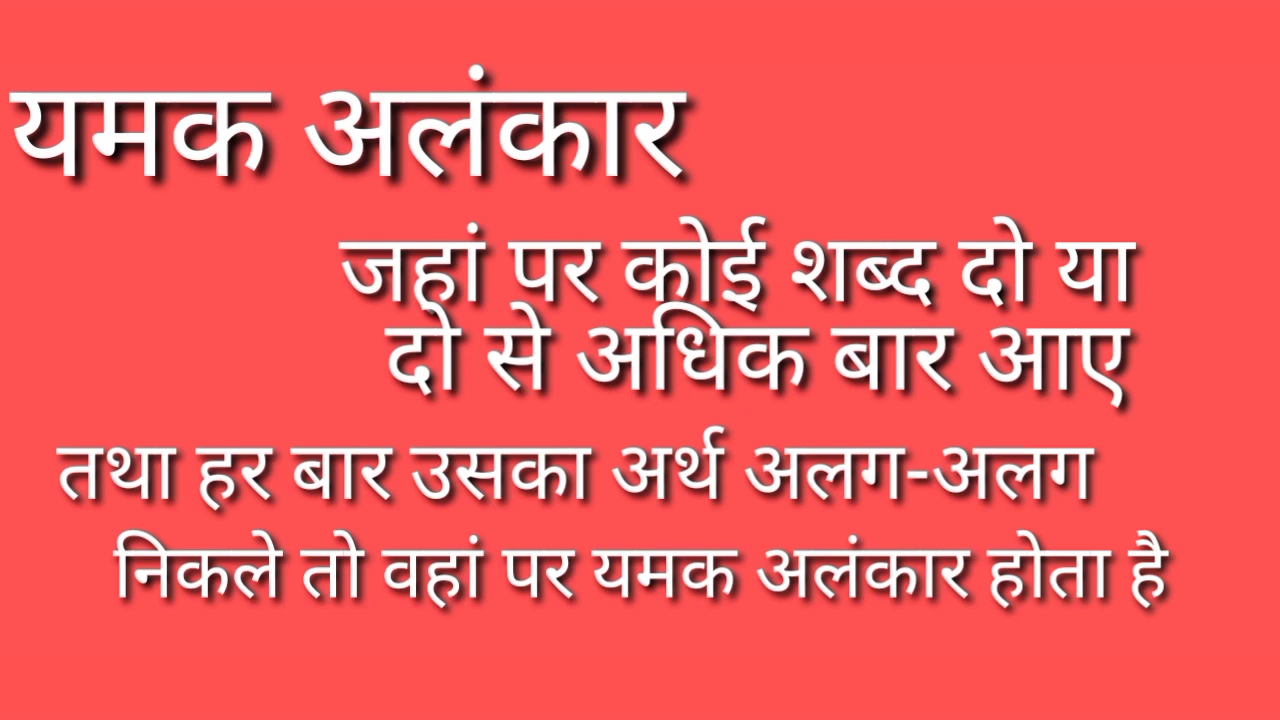 यमक अलंकार
जहां पर कोई शब्द दो या
दो से अधिक बार आए
तथा हर बार उसका अर्थ अलग-अलग
निकले तो वहां पर यमक अलंकार होता है